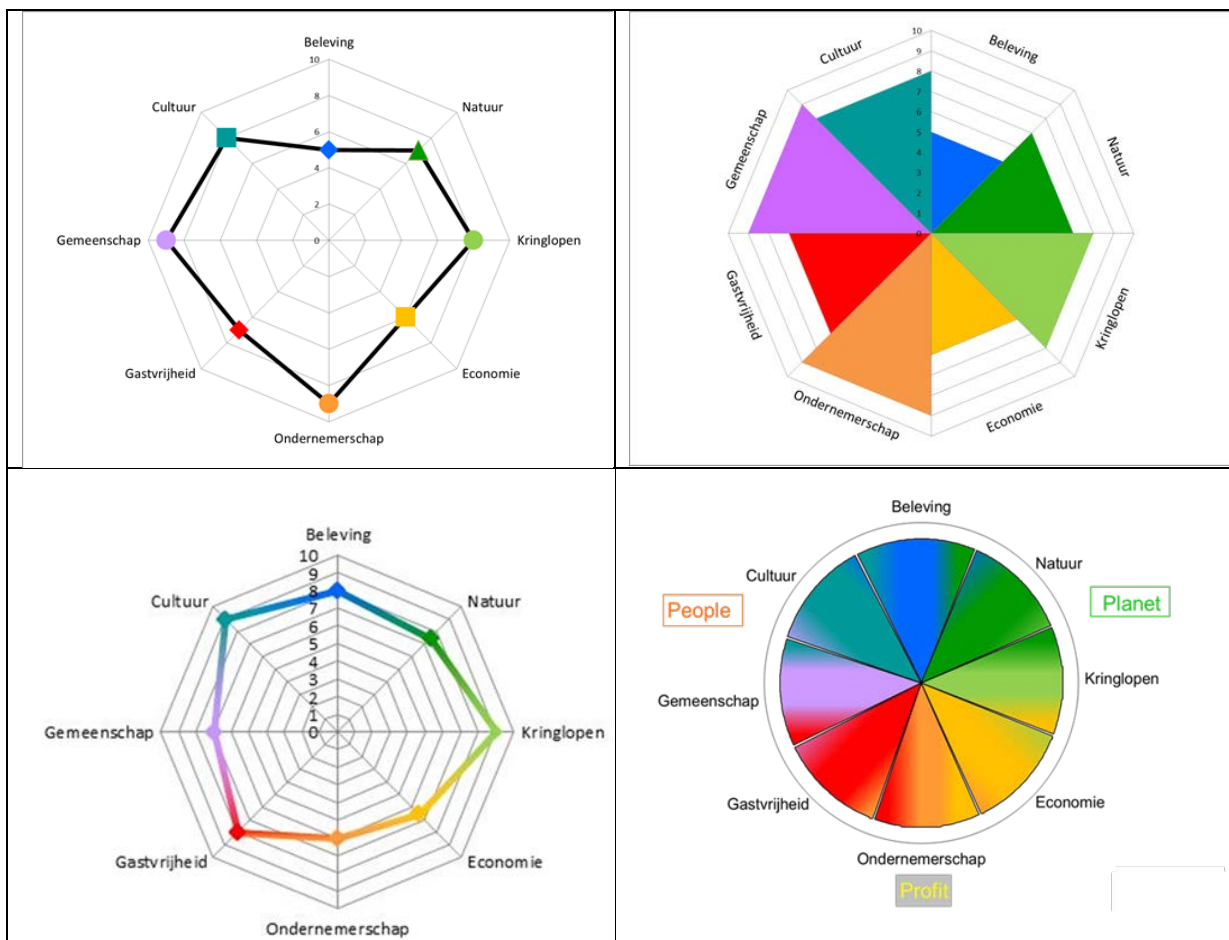 Beleving
10
Cultuur
Natuur
8
6
4
2
0
Gemeenschap
Kringlopen
Gastvrijheid
Economie
Ondernemerschap
10
Cultuur
Beleving
9
8
7
6
5
4
3
2
1
0
Gemeenschap
Natuur
Gastvrijheid
Kringlopen
Ondernemerschap
Economie
Beleving
10
9
Cultuur
Natuur
8
7
6
5
4
3
2
1
0
Gemeenschap
Kringlopen
Gastvrijheid
Economie
Ondernemerschap
Beleving
Cultuur
Natuur
People
Planet
Gemeenschap
Kringlopen
Gastvrijheid
Economie
Ondernemerschap
Profit